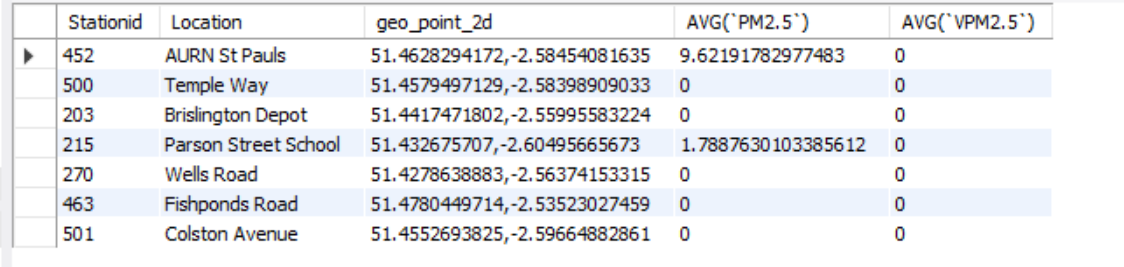 Stationid Location geo_point_2d AVG(`PM2.5`) AVG(`VPM2.5`)
452 AURN St Pauls 51.4628294172,-2.58454081635 9.62191782977483 0
500 Temple Way 51.4579497129,-2.58398909033 0 0
203 Brislington Depot 51.4417471802,-2.55995583224 0 0
215 Parson Street School 51.432675707,-2.60495665673 1.7887630103385612 0
270 Wells Road 51.4278638883,-2.56374153315 0 0
463 Fishponds Road 51.4780449714,-2.53523027459 0 0
501 Colston Avenue 51.4552693825,-2.59664882861 0 0